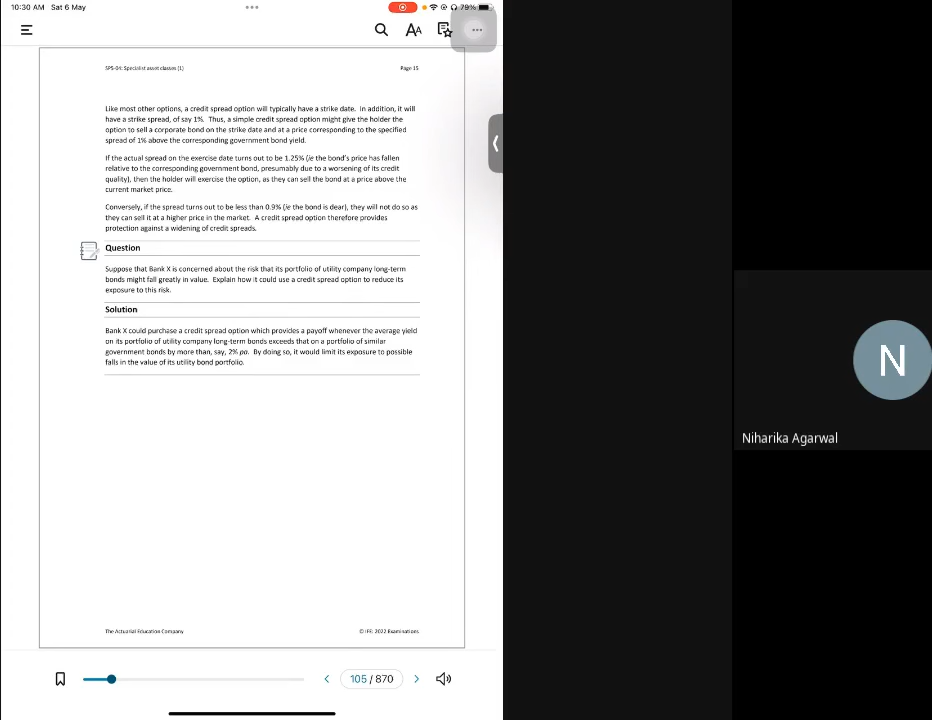 10:30 AM Sat 6 May
79%
AA
SP5-04: Specialist asset classes (1)
Page 15
Like most other options, a credit spread option will typically have a strike date. In addition, it will
have a strike spread, of say 1%. Thus, a simple credit spread option might give the holder the
option to sell a corporate bond on the strike date and at a price corresponding to the specified
spread of 1% above the corresponding government bond yield.
If the actual spread on the exercise date turns out to be 1.25% (ie the bond's price has fallen
relative to the corresponding government bond, presumably due to a worsening of its credit
quality), then the holder will exercise the option, as they can sell the bond at a price above the
current market price.
Conversely, if the spread turns out to be less than 0.9% (ie the bond is dear), they will not do so as
they can sell it at a higher price in the market. A credit spread option therefore provides
protection against a widening of credit spreads.
Question
Suppose that Bank X is concerned about the risk that its portfolio of utility company long-term
bonds might fall greatly in value. Explain how it could use a credit spread option to reduce its
exposure to this risk.
Solution
Bank X could purchase a credit spread option which provides a payoff whenever the average yield
on its portfolio of utility company long-term bonds exceeds that on a portfolio of similar
government bonds by more than, say, 2% pa. By doing so, it would limit its exposure to possible
falls in the value of its utility bond portfolio.
The Actuarial Education Company
© IFE: 2022 Examinations
105 / 870
N
Niharika Agarwal